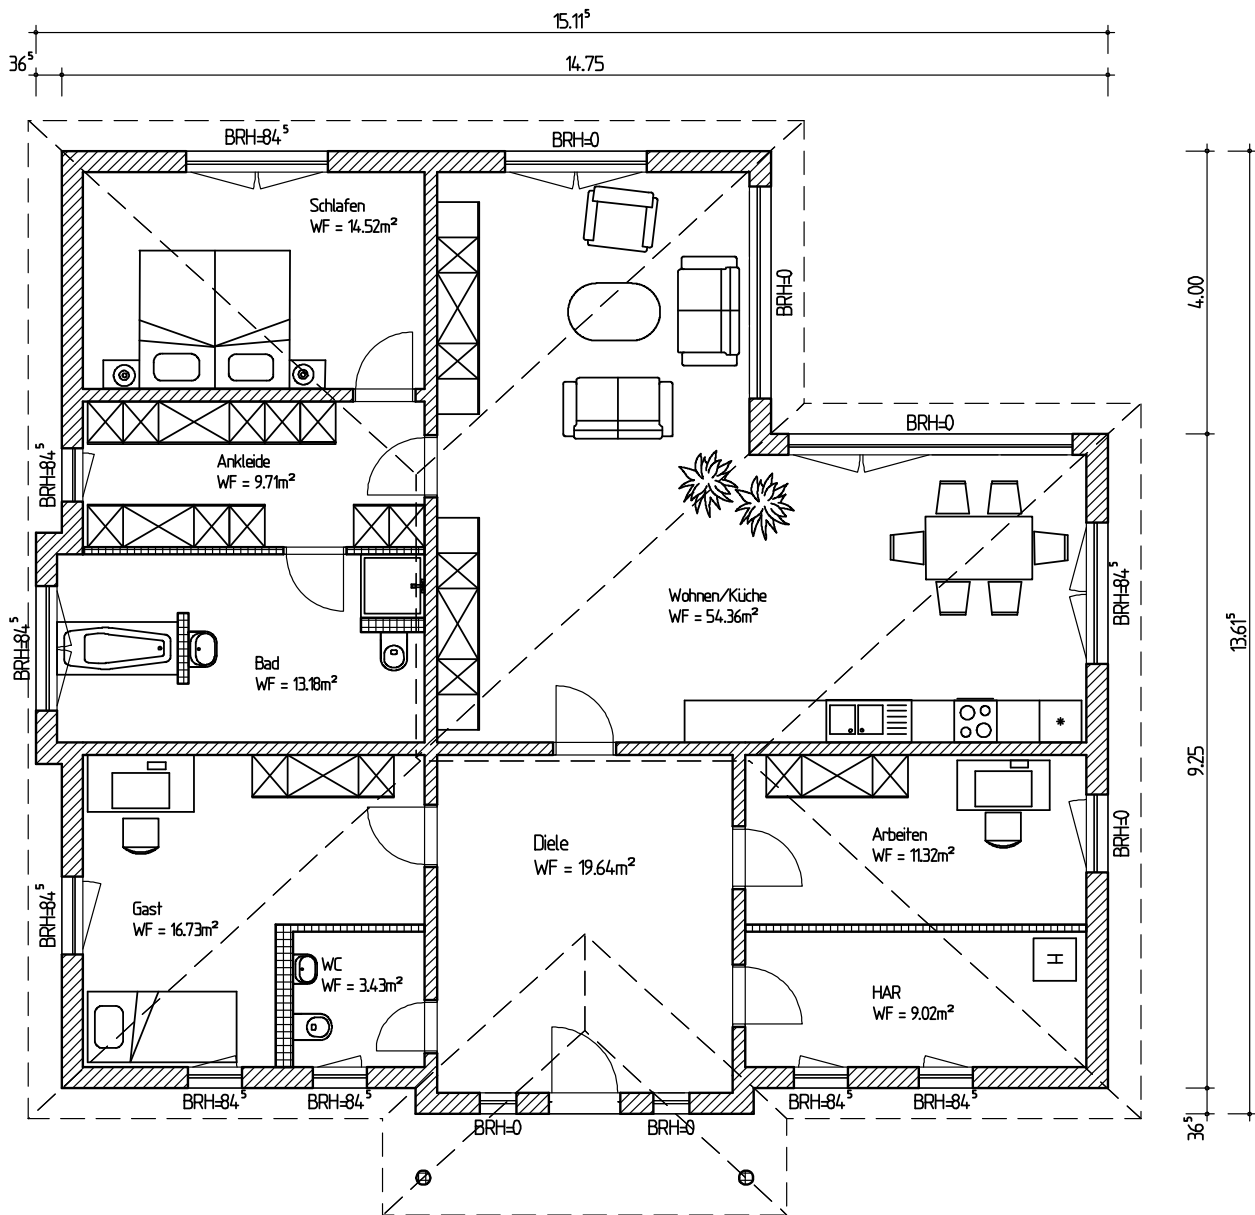 15.11⁵
36⁵
14.75
BRH=84⁵
BRH=0
Schlafen
WF = 14.52m²
BRH=0
4.00
BRH=0
BRH=84⁵
Ankleide
WF = 9.71m²
BRH=84⁵
Wohnen/Küche
WF = 54.36m²
BRH=84⁵
13.61⁵
Bad
WF = 13.18m²
9.25
Diele
WF = 19.64m²
Arbeiten
WF = 11.32m²
BRH=0
BRH=84⁵
Gast
WF = 16.73m²
WC
WF = 3.43m²
H
HAR
WF = 9.02m²
BRH=84⁵
BRH=84⁵
BRH=84⁵
BRH=84⁵
BRH=0
BRH=0
36⁵